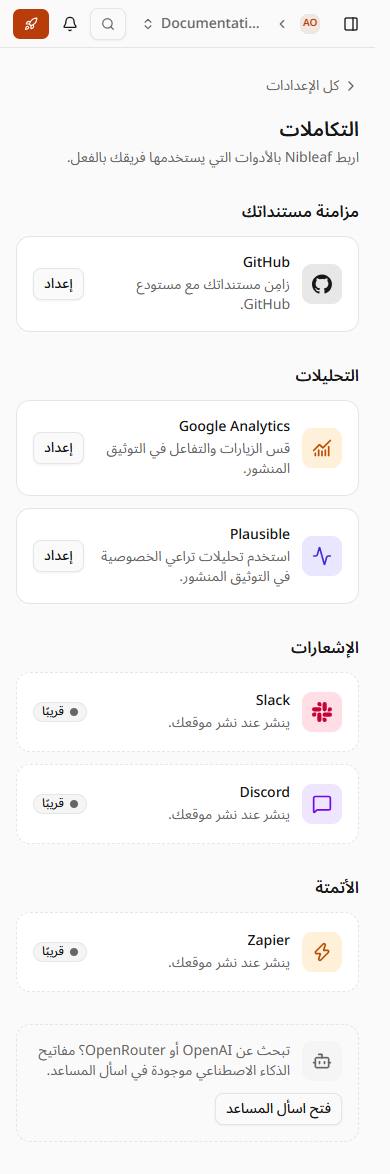 AO
Documentati...
كل الإعدادات
التكاملات
اربط Nibleaf بالأدوات التي يستخدمها فريقك بالفعل.
مزامنة مستنداتك
GitHub
زامِن مستنداتك مع مستودع
GitHub.
إعداد
التحليلات
Google Analytics
قس الزيارات والتفاعل في التوثيق
المنشور.
إعداد
Plausible
استخدم تحليلات تراعي الخصوصية
في التوثيق المنشور.
إعداد
الإشعارات
Slack
ينشر عند نشر موقعك.
قريبًا
Discord
ينشر عند نشر موقعك.
قريبًا
الأتمتة
Zapier
ينشر عند نشر موقعك.
قريبًا
تبحث عن OpenAI أو OpenRouter؟ مفاتيح
الذكاء الاصطناعي موجودة في اسأل المساعد.
فتح اسأل المساعد